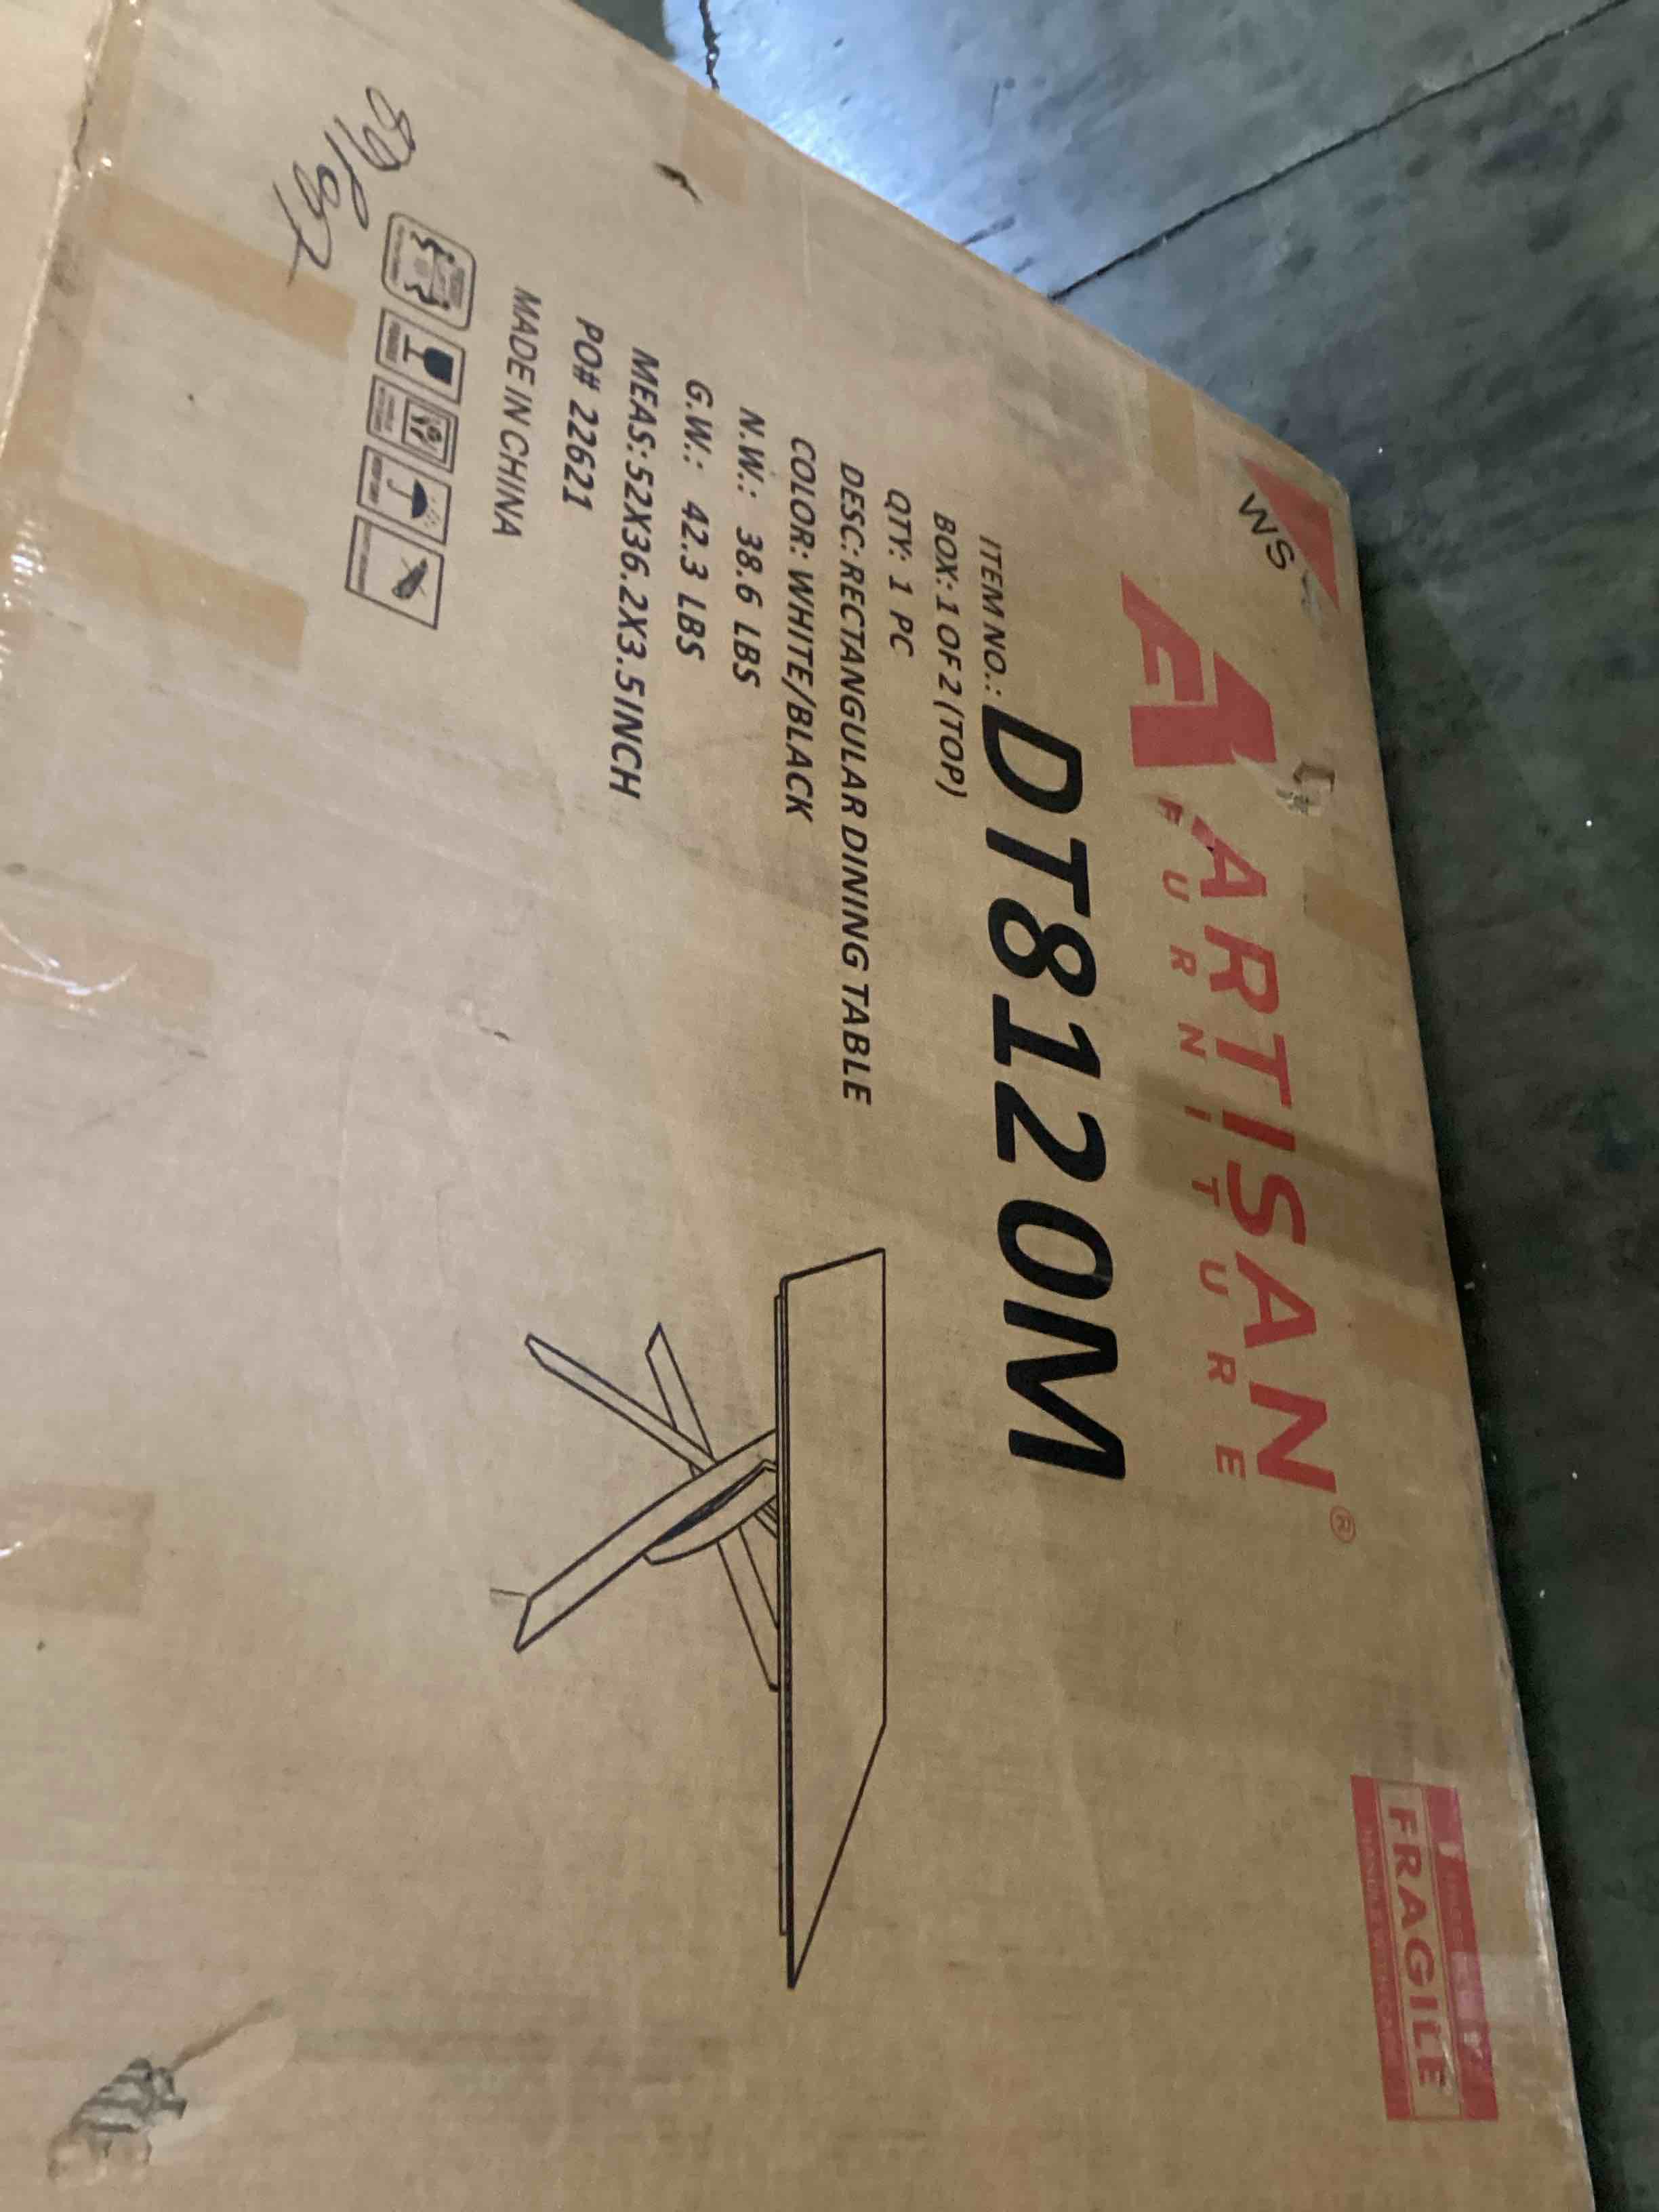 WS
ARTISAN®
FURNITURE
FRAGILE
ITEM NO.: DT8120M
BOX: 1 OF 2 (TOP)
QTY: 1 PC
DESC: RECTANGULAR DINING TABLE
COLOR: WHITE/BLACK
N.W.: 38.6 LBS
G.W.: 42.3 LBS
MEAS: 52X36.2X3.5INCH
PO# 22621
MADE IN CHINA